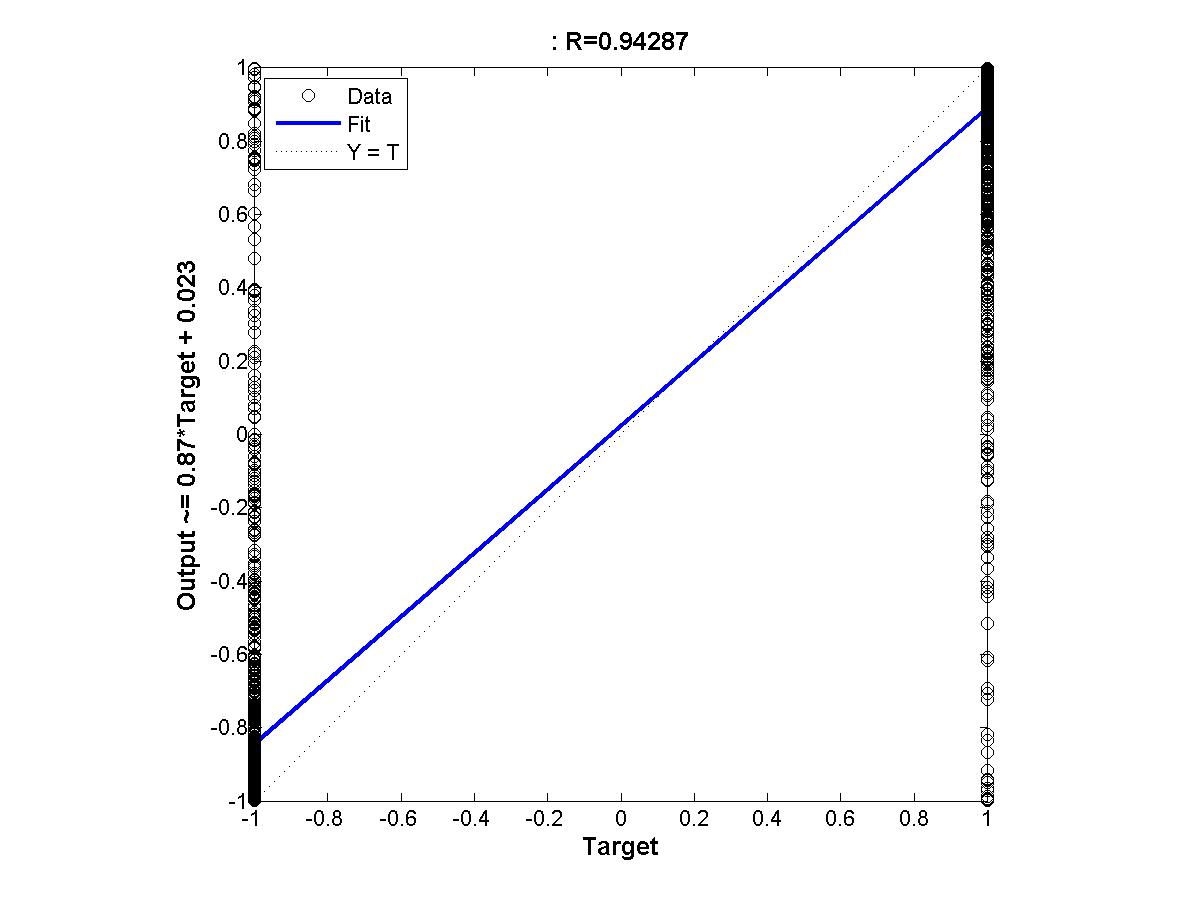 : R=0.94287
Data
Fit
Y = T
Output ~= 0.87*Target + 0.023
1
0.8
0.6
0.4
0.2
0
-0.2
-0.4
-0.6
-0.8
-1
-1 -0.8 -0.6 -0.4 -0.2 0 0.2 0.4 0.6 0.8 1
Target